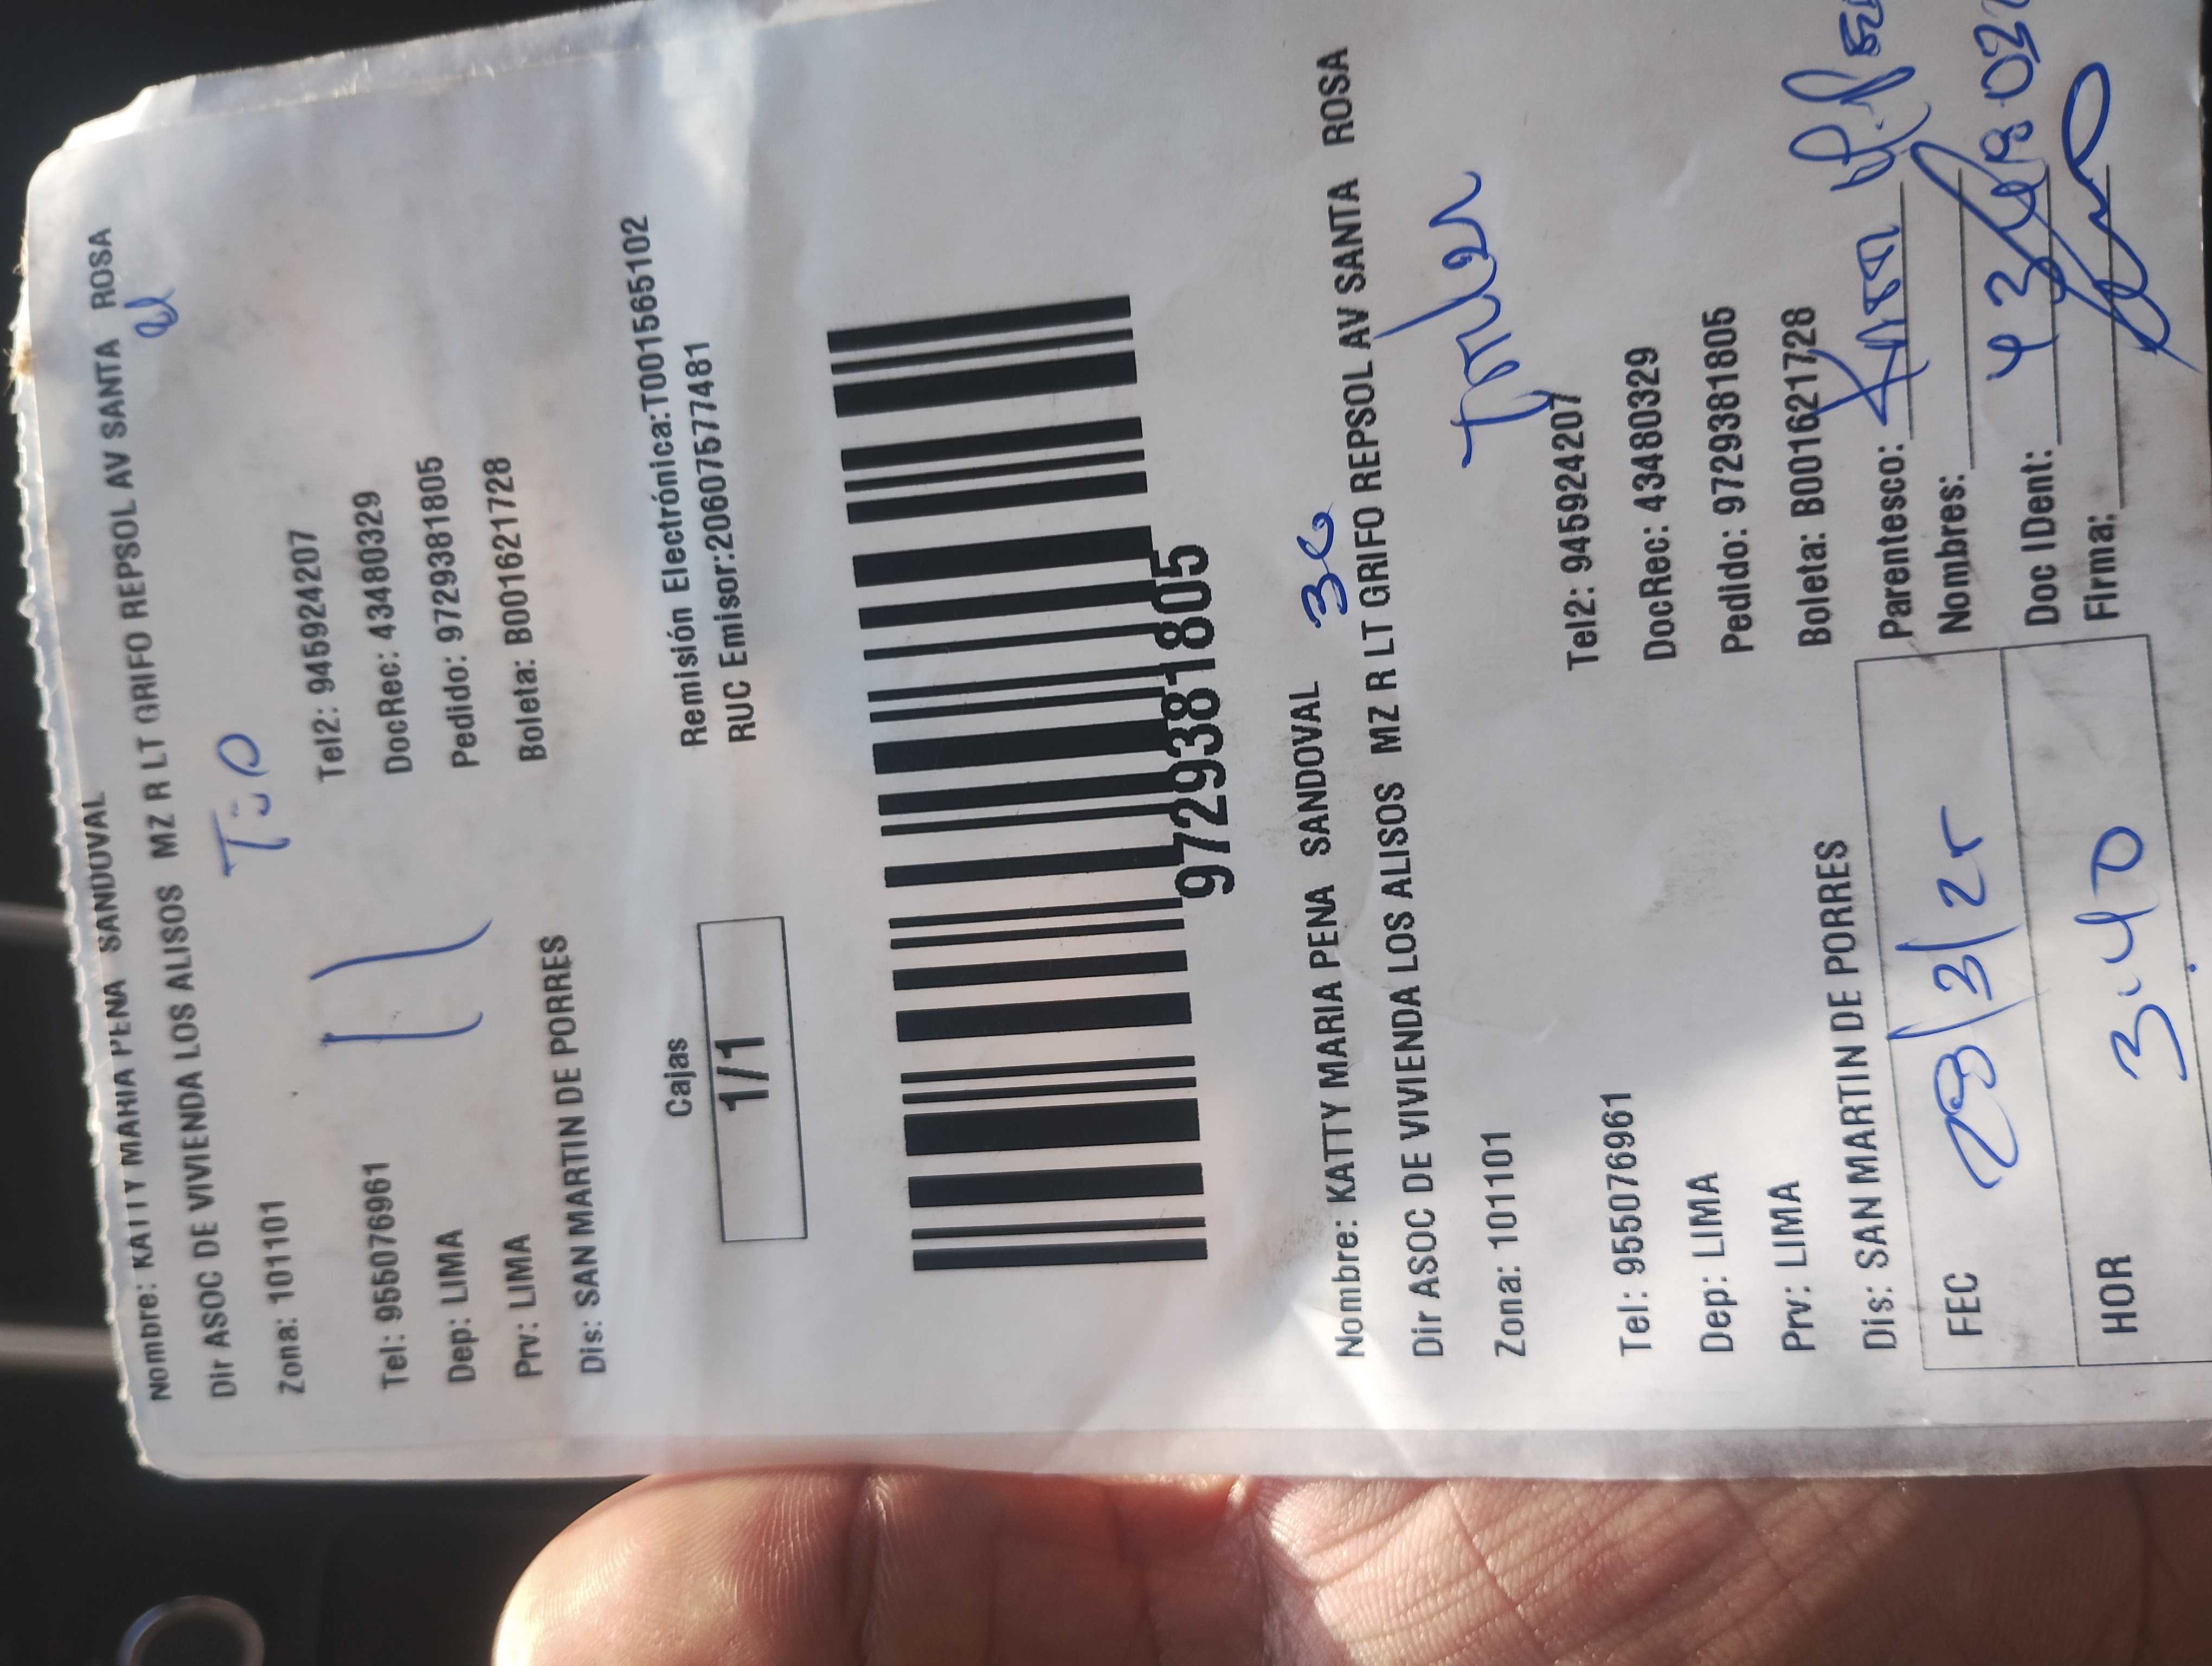 Nombre: KATTY MARIA PENA SANDOVAL
Dir ASOC DE VIVIENDA LOS ALISOS MZ R LT GRIFO REPSOL AV SANTA ROSA
Zona: 101101
Tel: 955076961 Tel2: 945924207
Dep: LIMA DocRec: 43480329
Prv: LIMA Pedido: 9729381805
Dis: SAN MARTIN DE PORRES Boleta: B001621728
Cajas Remisión Electrónica:T001565102
1/1 RUC Emisor:20607577481
9729381805
Nombre: KATTY MARIA PENA SANDOVAL
Dir ASOC DE VIVIENDA LOS ALISOS MZ R LT GRIFO REPSOL AV SANTA ROSA
Zona: 101101
Tel: 955076961 Tel2: 945924207
Dep: LIMA DocRec: 43480329
Prv: LIMA Pedido: 9729381805
Dis: SAN MARTIN DE PORRES Boleta: B001621728
FEC Parentesco:
Nombres:
HOR 3:40 Doc IDent:
Firma: